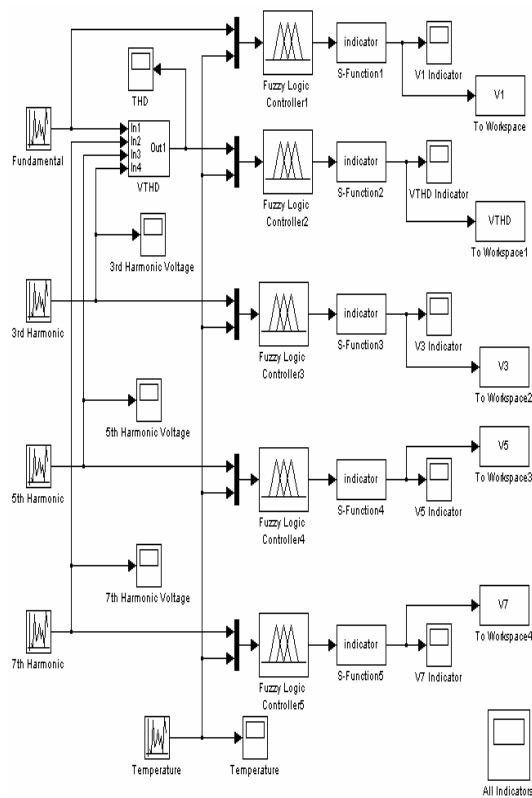 indicator
V1 Indicator
THD
Fuzzy Logic
Controller1
S-Function1
V1
To Workspace
Fundamental
In1
In2
In3
In4
Out1
VTHD
Fuzzy Logic
Controller2
indicator
S-Function2
VTHD Indicator
VTHD
To Workspace1
3rd Harmonic Voltage
3rd Harmonic
Fuzzy Logic
Controller3
indicator
S-Function3
V3 Indicator
V3
To Workspace2
5th Harmonic Voltage
5th Harmonic
Fuzzy Logic
Controller4
indicator
S-Function4
V5
To Workspace3
V5 Indicator
7th Harmonic Voltage
7th Harmonic
Fuzzy Logic
Controller5
indicator
S-Function5
V7
To Workspace4
V7 Indicator
Temperature
Temperature
All Indicators